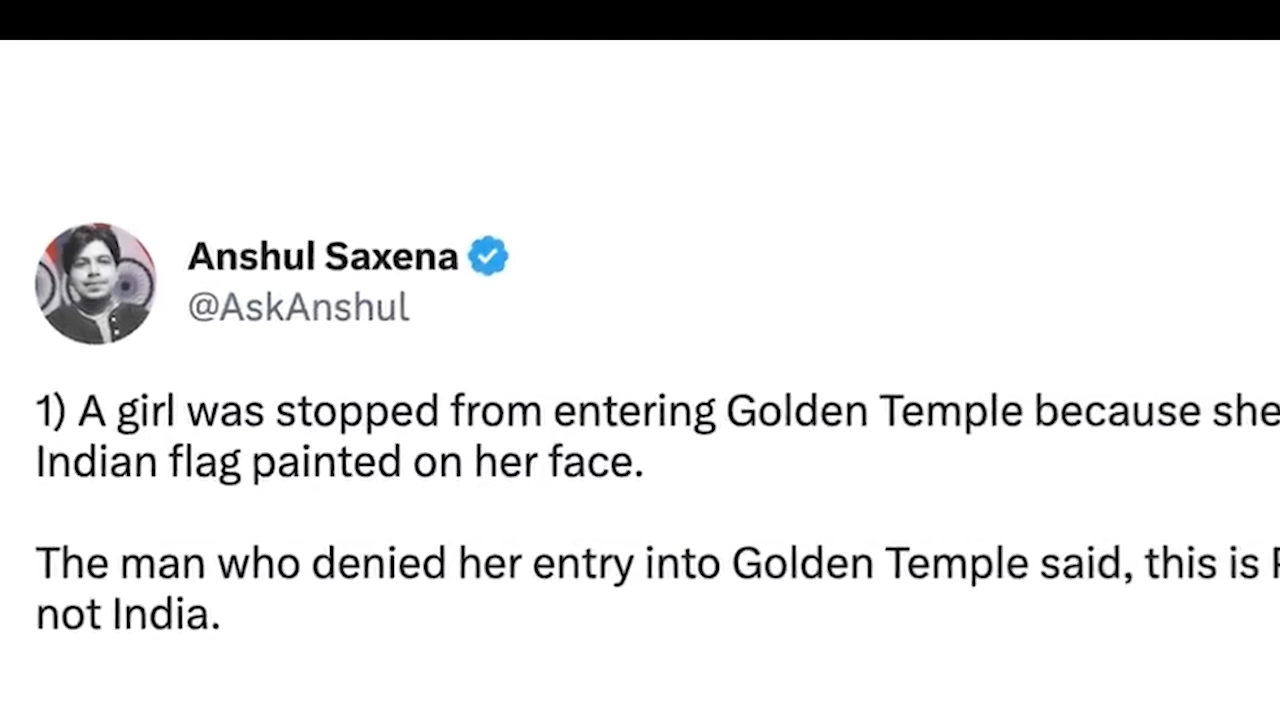 Anshul Saxena
@AskAnshul
1) A girl was stopped from entering Golden Temple because she
Indian flag painted on her face.
The man who denied her entry into Golden Temple said, this is
not India.